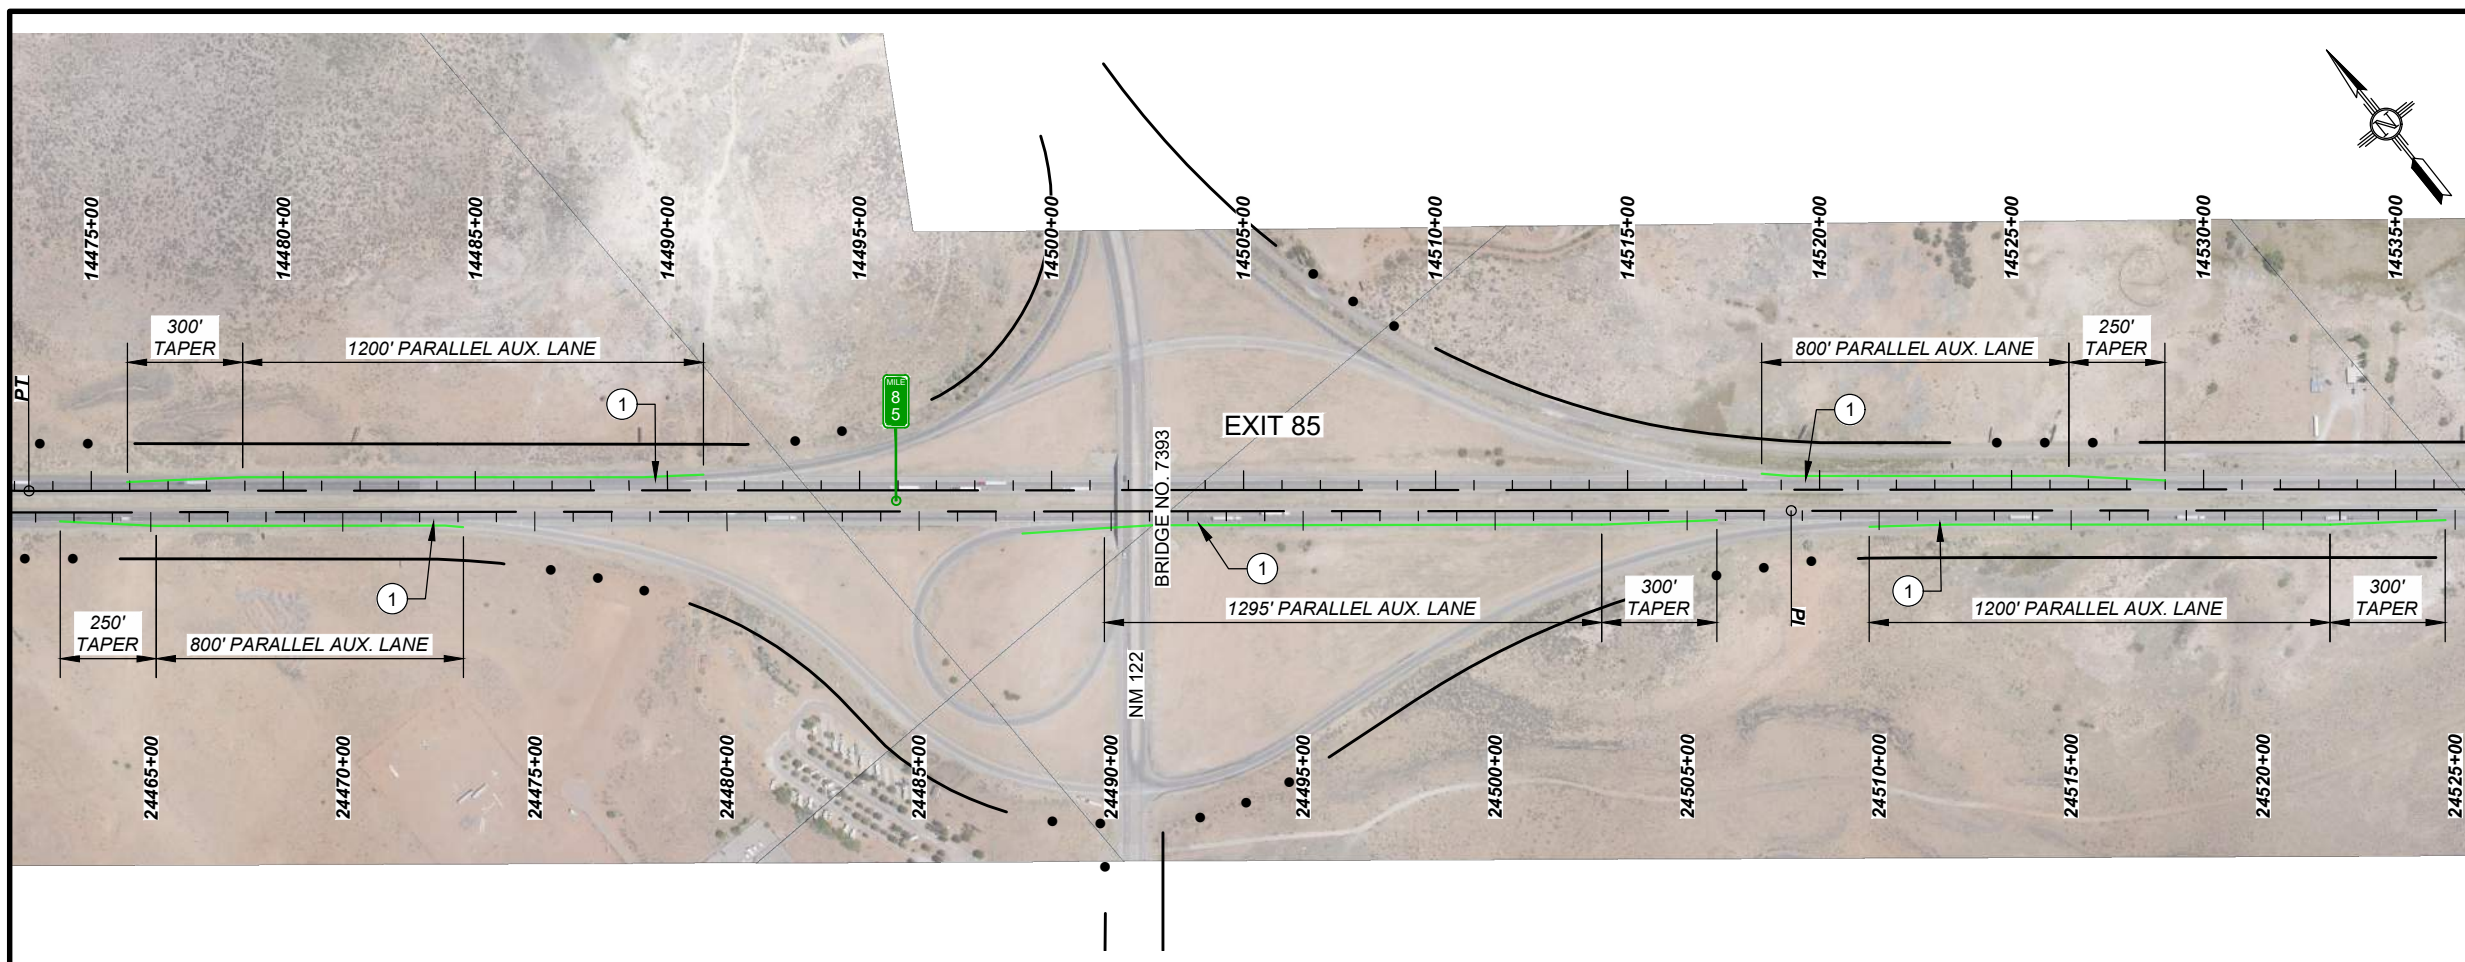 14475+00
14480+00
14485+00
14490+00
14495+00
14500+00
14505+00
14510+00
14515+00
14520+00
14525+00
14530+00
14535+00
N
300'
TAPER
1200' PARALLEL AUX. LANE
800' PARALLEL AUX. LANE
250'
TAPER
PT
1
MILE
8
5
EXIT 85
1
BRIDGE NO. 7393
1
1
1
250'
TAPER
800' PARALLEL AUX. LANE
1295' PARALLEL AUX. LANE
300'
TAPER
PI
1200' PARALLEL AUX. LANE
300'
TAPER
NM 122
24465+00
24470+00
24475+00
24480+00
24485+00
24490+00
24495+00
24500+00
24505+00
24510+00
24515+00
24520+00
24525+00